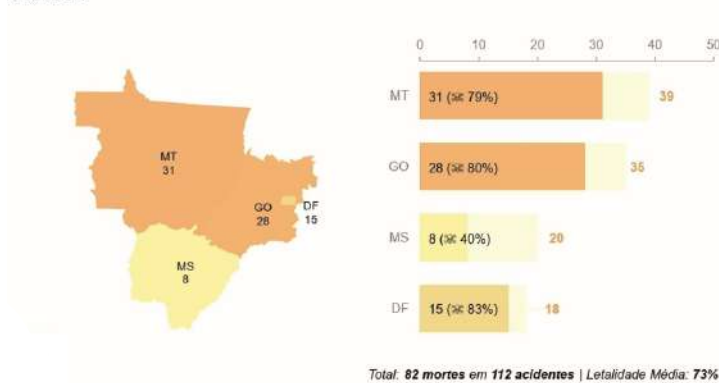 0 10 20 30 40 50
MT
31
GO
28
DF
15
MS
8
MT 31 (☠ 79%) 39
GO 28 (☠ 80%) 35
MS 8 (☠ 40%) 20
DF 15 (☠ 83%) 18
Total: 82 mortes em 112 acidentes | Letalidade Média: 73%